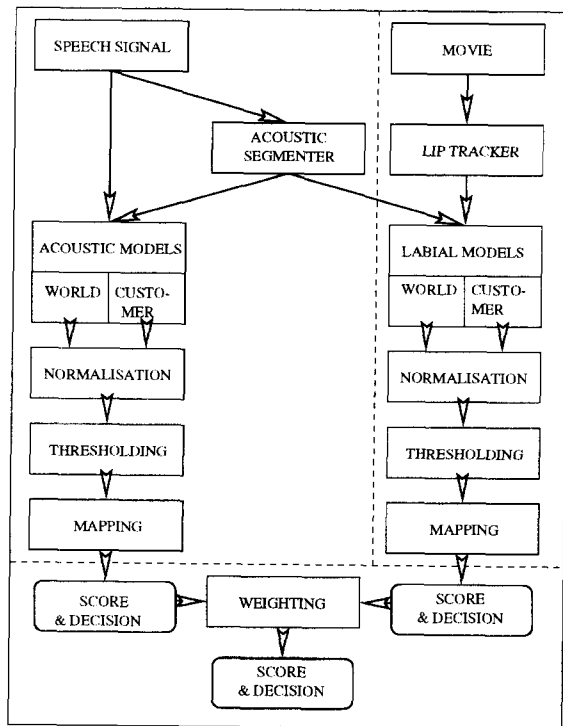 SPEECH SIGNAL
MOVIE
ACOUSTIC
SEGMENTER
LIP TRACKER
ACOUSTIC MODELS
WORLD
CUSTO-
MER
LABIAL MODELS
WORLD
CUSTO-
MER
NORMALISATION
NORMALISATION
THRESHOLDING
THRESHOLDING
MAPPING
MAPPING
SCORE
& DECISION
WEIGHTING
SCORE
& DECISION
SCORE
& DECISION